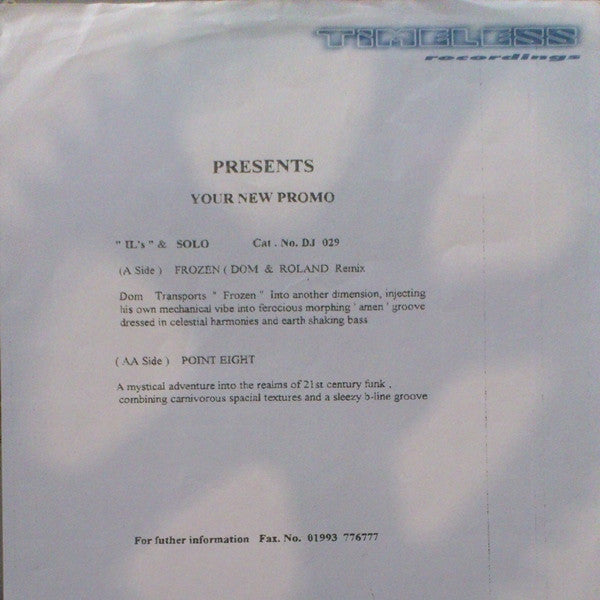 TIMELESS
recordings
PRESENTS
YOUR NEW PROMO
" IL's " & SOLO Cat . No. DJ 029
(A Side ) FROZEN ( DOM & ROLAND Remix
Dom Transports " Frozen " Into another dimension, injecting
his own mechanical vibe into ferocious morphing ' amen ' groove
dressed in celestial harmonies and earth shaking bass
( AA Side ) POINT EIGHT
A mystical adventure into the realms of 21st century funk ,
combining carnivorous spacial textures and a sleezy b-line groove
For futher information Fax. No. 01993 776777